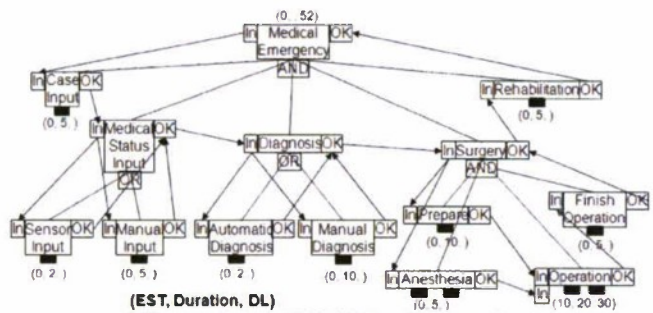 (0, ,52)
In Medical Emergency OK
AND
In Case Input OK
(0, 5, )
In Rehabilitation OK
(0, 5, )
In Medical Status Input OK
OR
In Diagnosis OK
OR
In Surgery OK
AND
In Sensor Input OK
(0, 2, )
In Manual Input OK
(0, 5, )
In Automatic Diagnosis OK
(0, 2, )
In Manual Diagnosis OK
(0, 10, )
In Prepare OK
(0, 10, )
In Finish Operation OK
(0, 5, )
In Anesthesia OK
(0, 5, )
In Operation OK
In
(10, 20, 30)
(EST, Duration, DL)